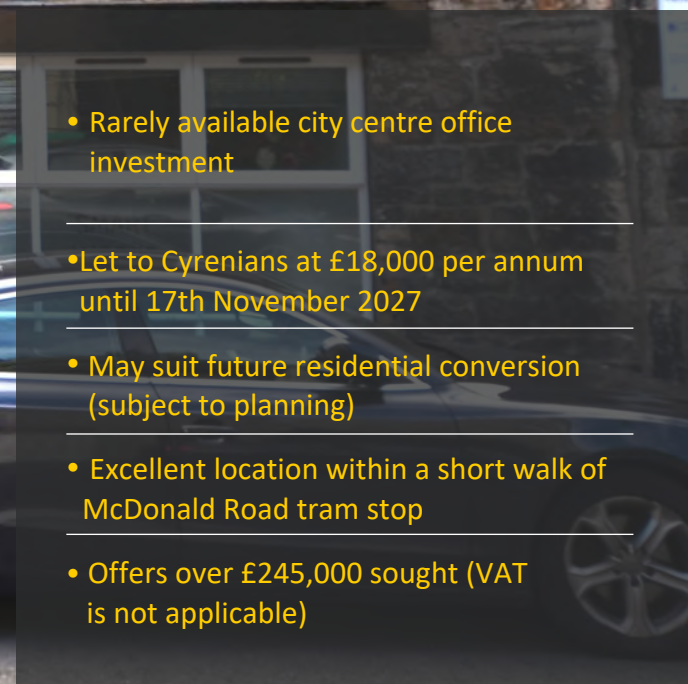 • Rarely available city centre office
investment
•Let to Cyrenians at £18,000 per annum
until 17th November 2027
• May suit future residential conversion
(subject to planning)
• Excellent location within a short walk of
McDonald Road tram stop
• Offers over £245,000 sought (VAT
is not applicable)